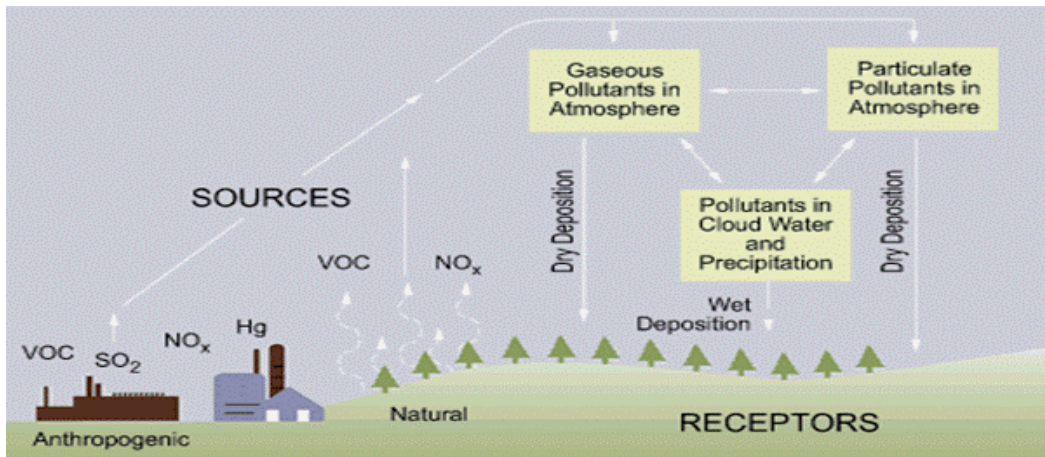 Gaseous
Pollutants in
Atmosphere
Particulate
Pollutants in
Atmosphere
SOURCES
Dry Deposition
Pollutants in
Cloud Water
and
Precipitation
Dry Deposition
VOC
NOx
Wet
Deposition
VOC
SO2
NOx
Hg
Anthropogenic
Natural
RECEPTORS